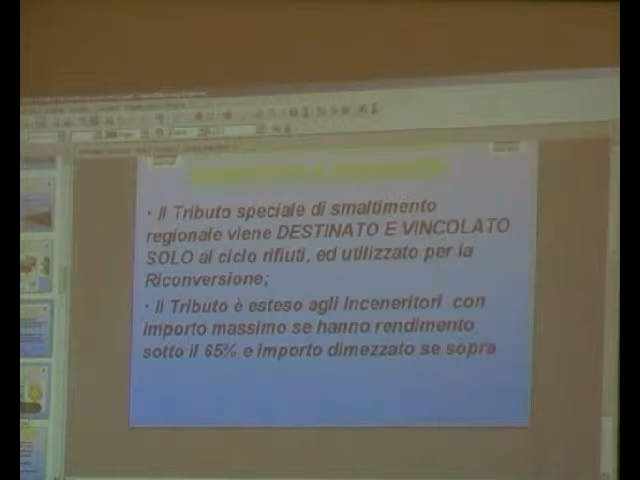 • Il Tributo speciale di smaltimento
regionale viene DESTINATO E VINCOLATO
SOLO al ciclo rifiuti, ed utilizzato per la
Riconversione;
• Il Tributo è esteso agli Inceneritori con
importo massimo se hanno rendimento
sotto il 65% e importo dimezzato se sopra